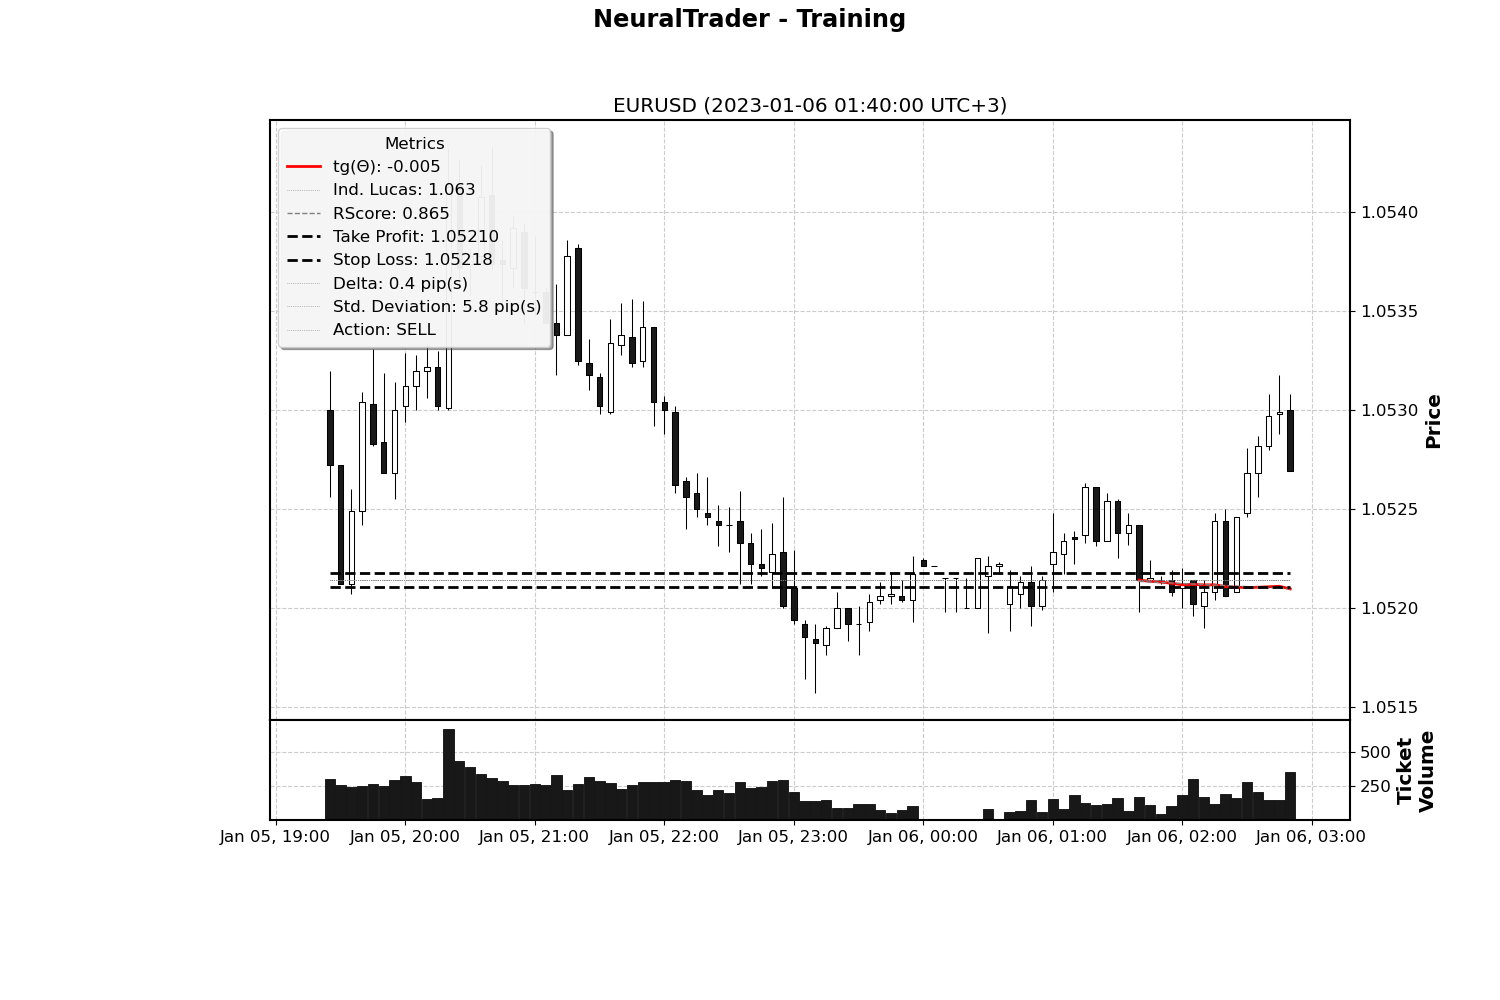 NeuralTrader - Training
EURUSD (2023-01-06 01:40:00 UTC+3)
Metrics
tg(Θ): -0.005
Ind. Lucas: 1.063
RScore: 0.865
Take Profit: 1.05210
Stop Loss: 1.05218
Delta: 0.4 pip(s)
Std. Deviation: 5.8 pip(s)
Action: SELL
1.0540
1.0535
1.0530
1.0525
1.0520
1.0515
Price
500
250
Ticket
Volume
Jan 05, 19:00
Jan 05, 20:00
Jan 05, 21:00
Jan 05, 22:00
Jan 05, 23:00
Jan 06, 00:00
Jan 06, 01:00
Jan 06, 02:00
Jan 06, 03:00